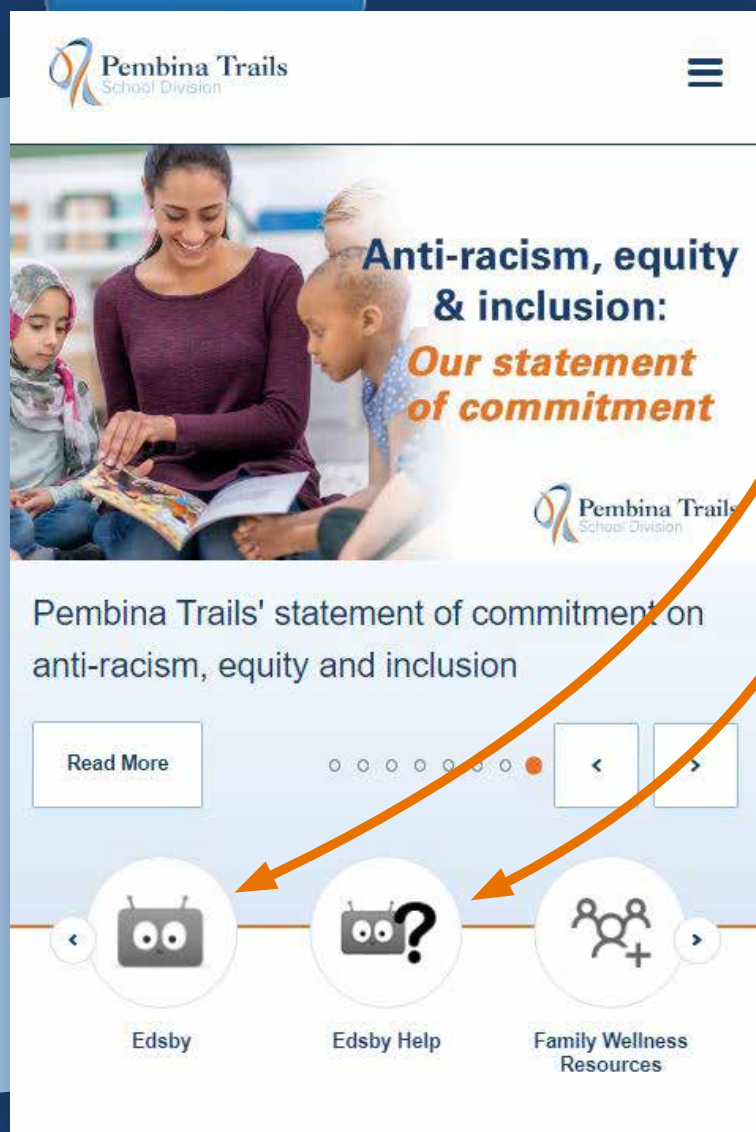 Pembina Trails
School Division
Anti-racism, equity
& inclusion:
Our statement
of commitment
Pembina Trails
School Division
Pembina Trails' statement of commitment on
anti-racism, equity and inclusion
Read More
Edsby
Edsby Help
Family Wellness
Resources